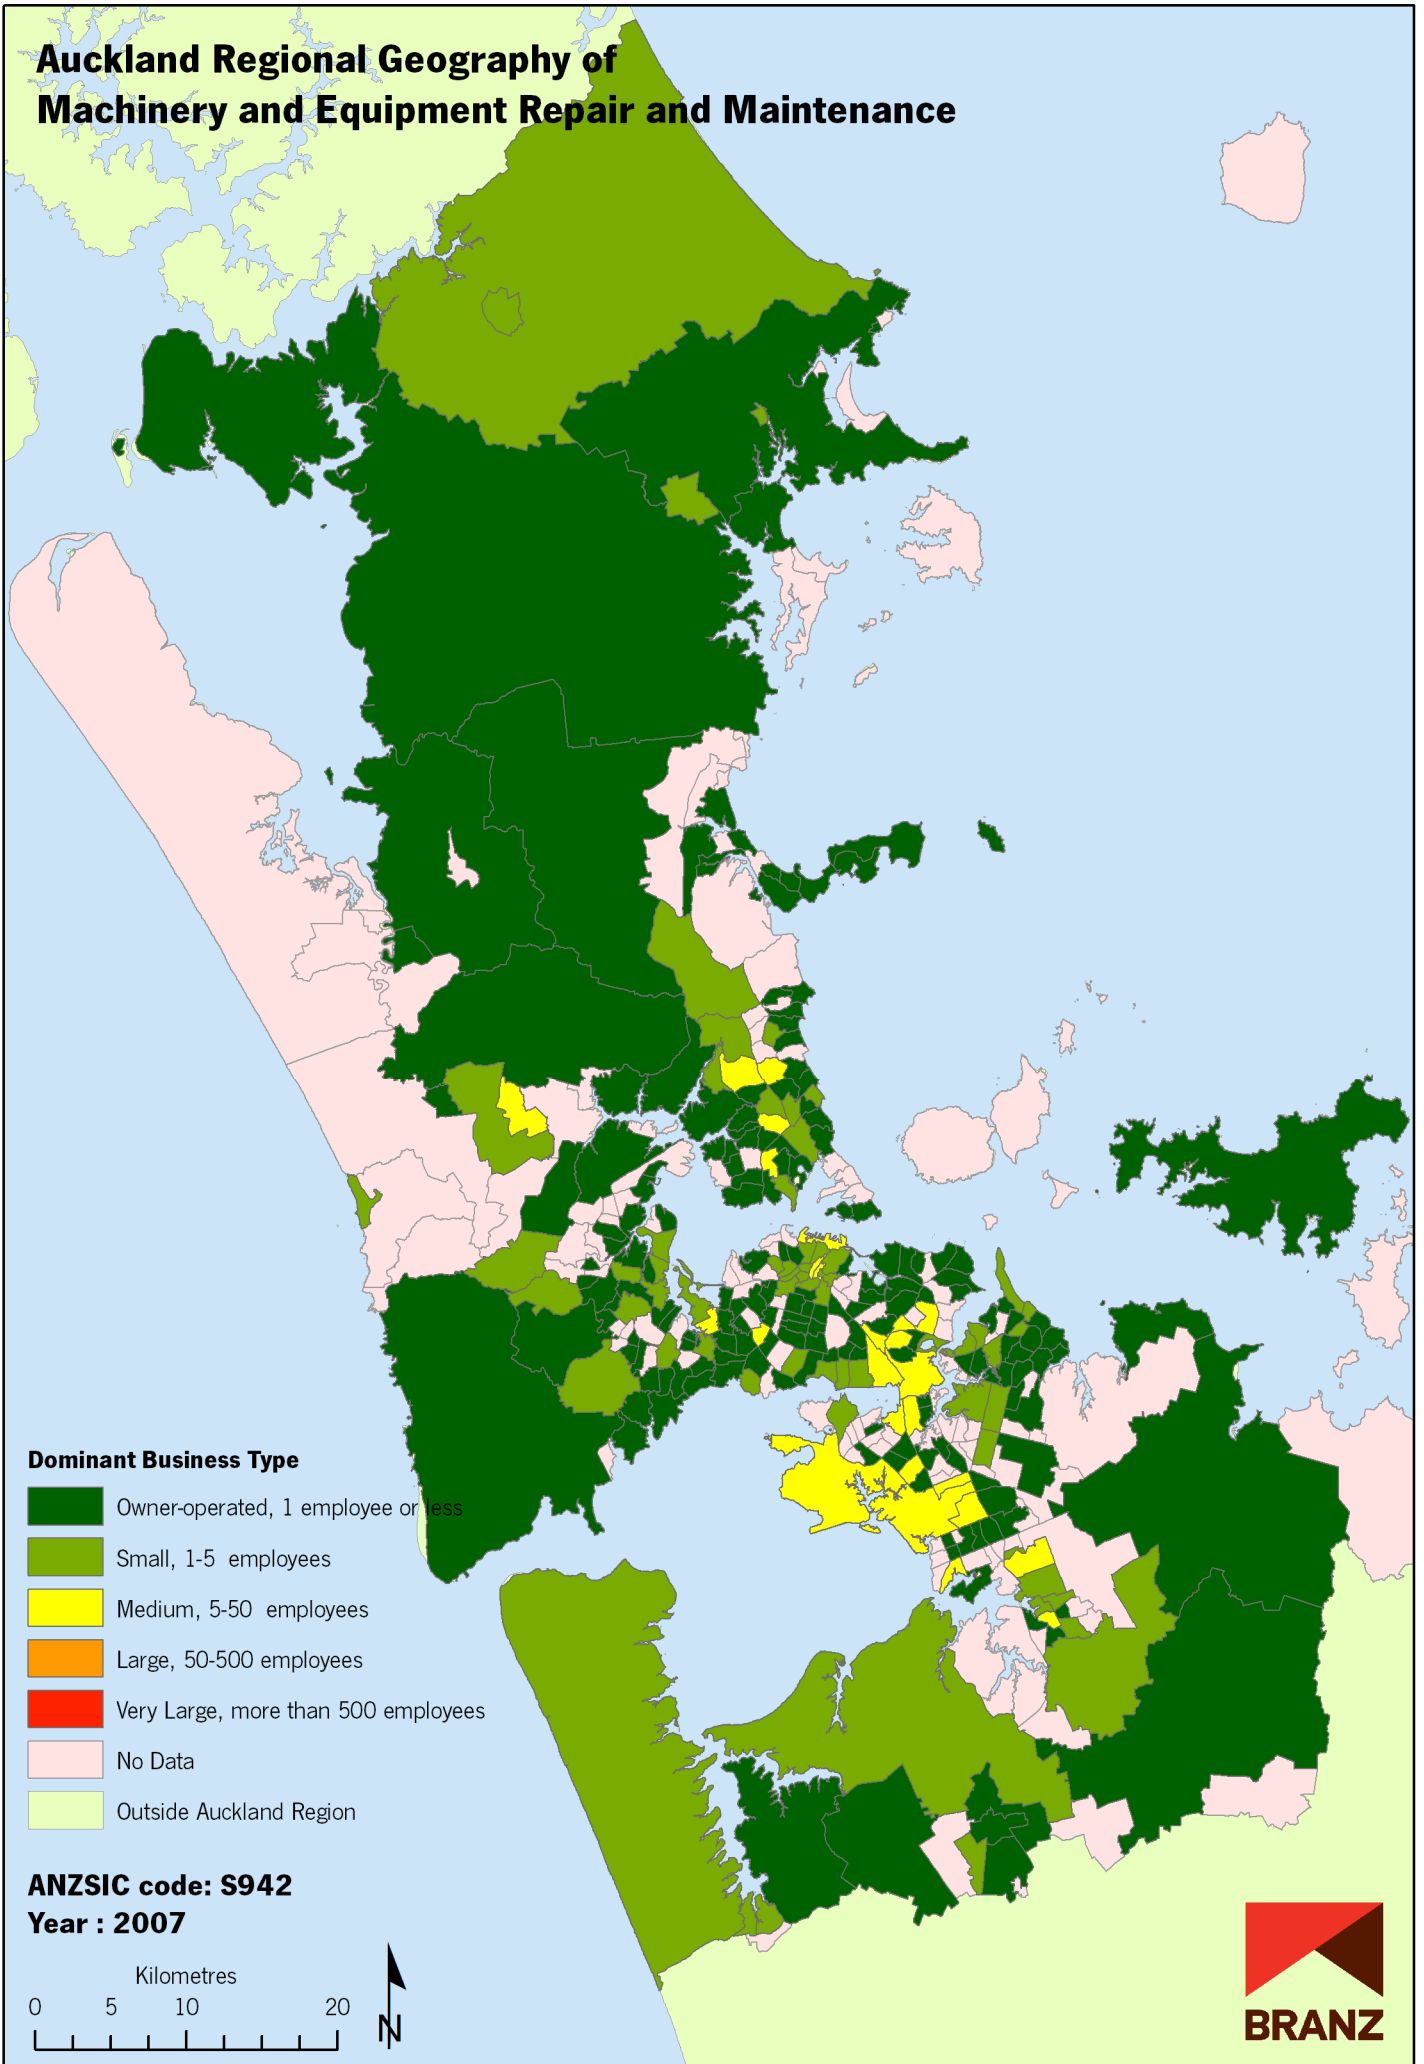 Auckland Regional Geography of
Machinery and Equipment Repair and Maintenance
Dominant Business Type
Owner-operated, 1 employee or less
Small, 1-5 employees
Medium, 5-50 employees
Large, 50-500 employees
Very Large, more than 500 employees
No Data
Outside Auckland Region
ANZSIC code: S942
Year : 2007
Kilometres
0 5 10 20
N
BRANZ